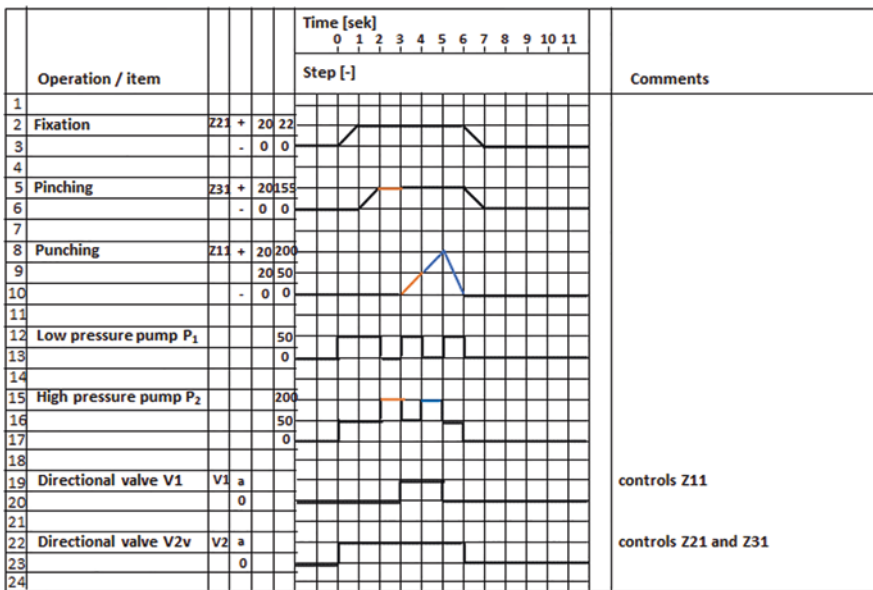 Time [sek]
0 1 2 3 4 5 6 7 8 9 10 11
Operation / item Step [-] Comments
1
2 Fixation Z21 + 20 22
3 - 0 0
4
5 Pinching Z31 + 20 155
6 - 0 0
7
8 Punching Z11 + 20 200
9 20 50
10 - 0 0
11
12 Low pressure pump P1 50
13 0
14
15 High pressure pump P2 200
16 50
17 0
18
19 Directional valve V1 V1 a controls Z11
20 0
21
22 Directional valve V2v V2 a controls Z21 and Z31
23 0
24